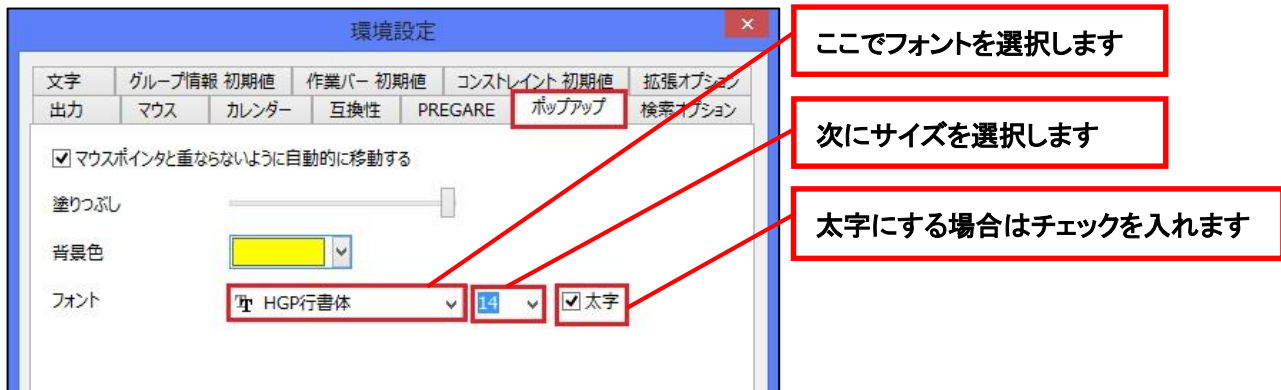 環境設定
×
ここでフォントを選択します
文字 グループ情報 初期値 作業バー 初期値 コンストレイント 初期値 拡張オプション
出力 マウス カレンダー 互換性 PREGARE ポップアップ 検索オプション
次にサイズを選択します
マウスポインタと重ならないように自動的に移動する
塗りつぶし
太字にする場合はチェックを入れます
背景色
フォント HGP行書体 14 太字